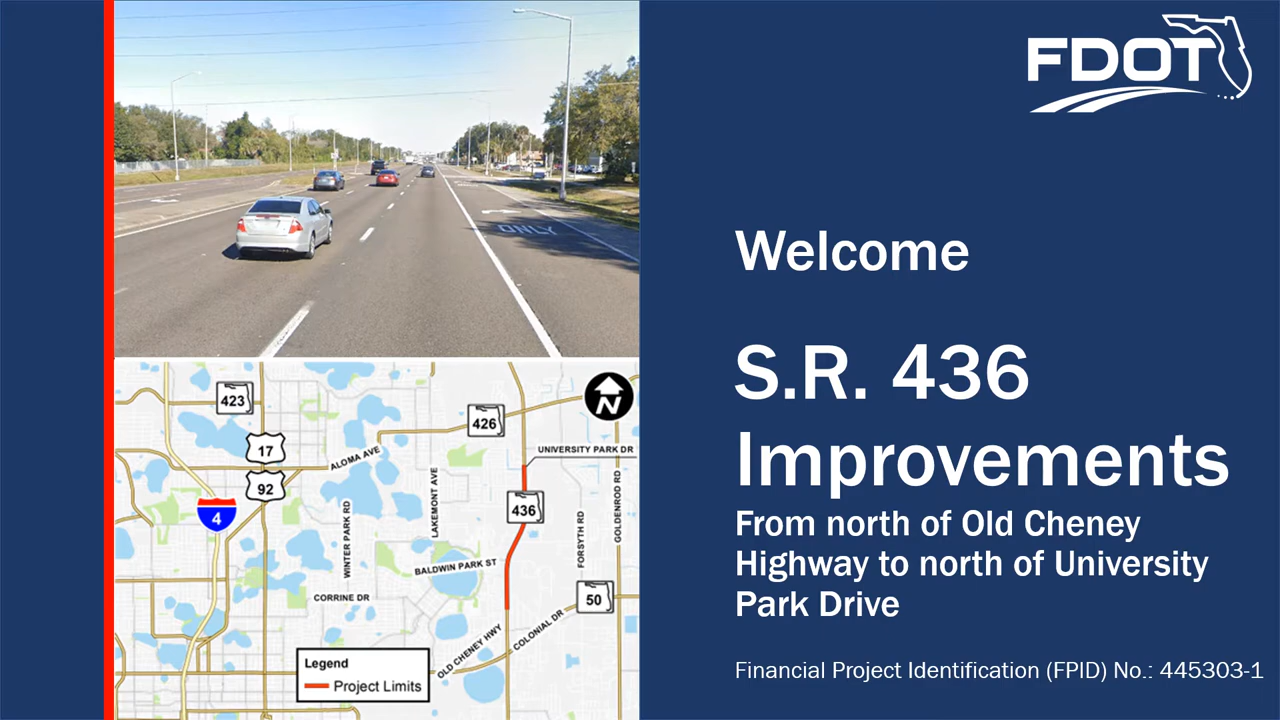 FDOT
Welcome
S.R. 436
Improvements
From north of Old Cheney
Highway to north of University
Park Drive
Financial Project Identification (FPID) No.: 445303-1
ONLY
423
17
92
4
426
436
50
N
UNIVERSITY PARK DR
ALOMA AVE
LAKEMONT AVE
WINTER PARK RD
GOLDENROD RD
FORSYTH RD
BALDWIN PARK ST
CORRINE DR
OLD CHENEY HWY
COLONIAL DR
Legend
Project Limits